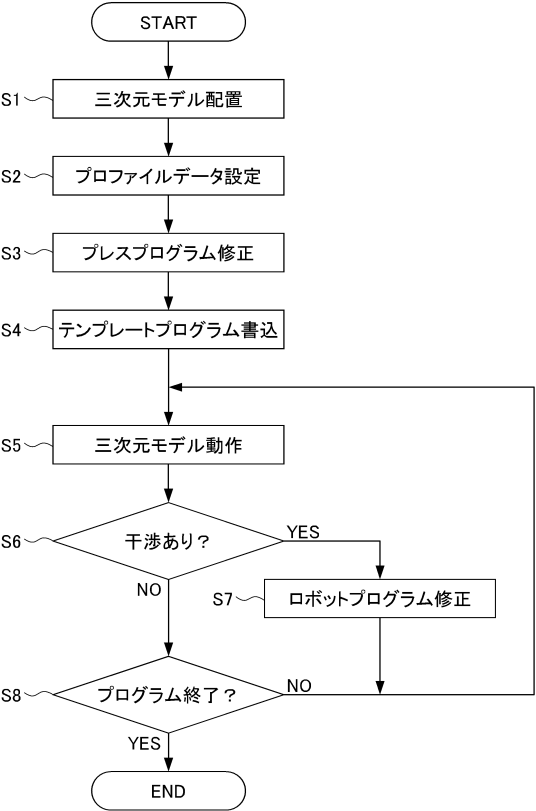 START
S1 三次元モデル配置
S2 プロファイルデータ設定
S3 プレスプログラム修正
S4 テンプレートプログラム書込
S5 三次元モデル動作
S6 干渉あり？ YES
NO
S7 ロボットプログラム修正
S8 プログラム終了？ NO
YES
END